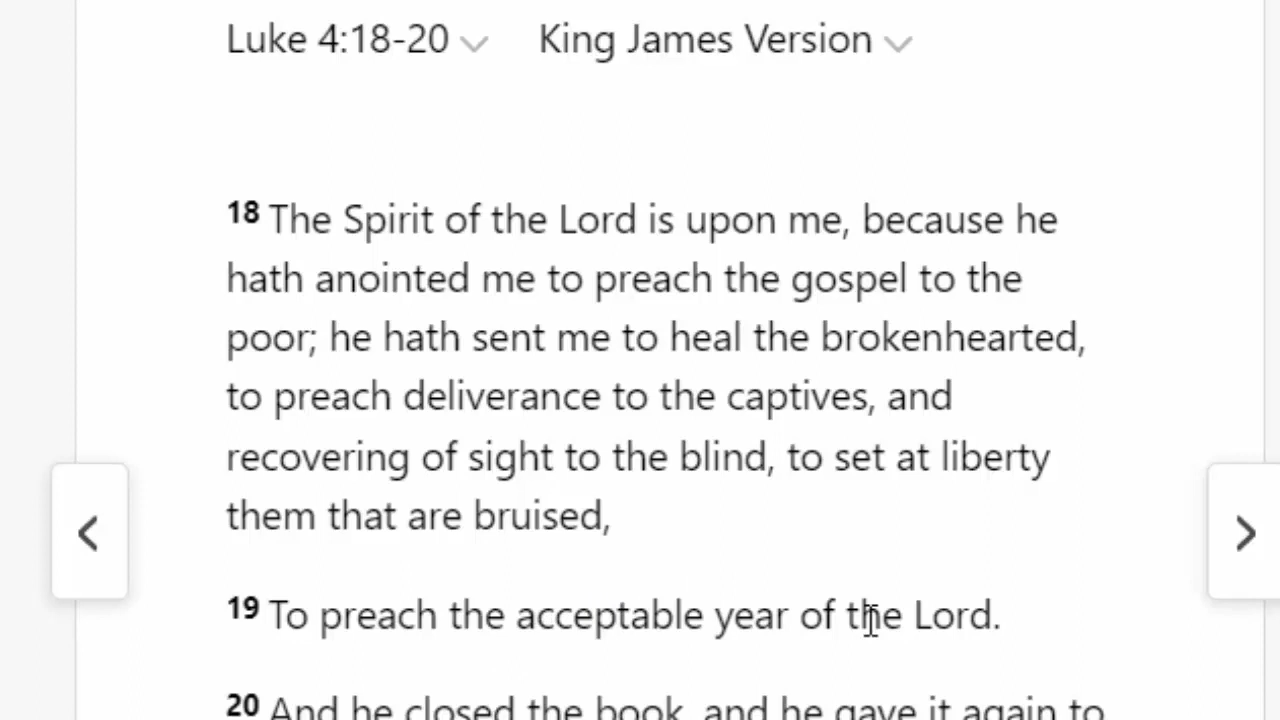 Luke 4:18-20 King James Version
18 The Spirit of the Lord is upon me, because he
hath anointed me to preach the gospel to the
poor; he hath sent me to heal the brokenhearted,
to preach deliverance to the captives, and
recovering of sight to the blind, to set at liberty
them that are bruised,
19 To preach the acceptable year of the Lord.
20 And he closed the book, and he gave it again to